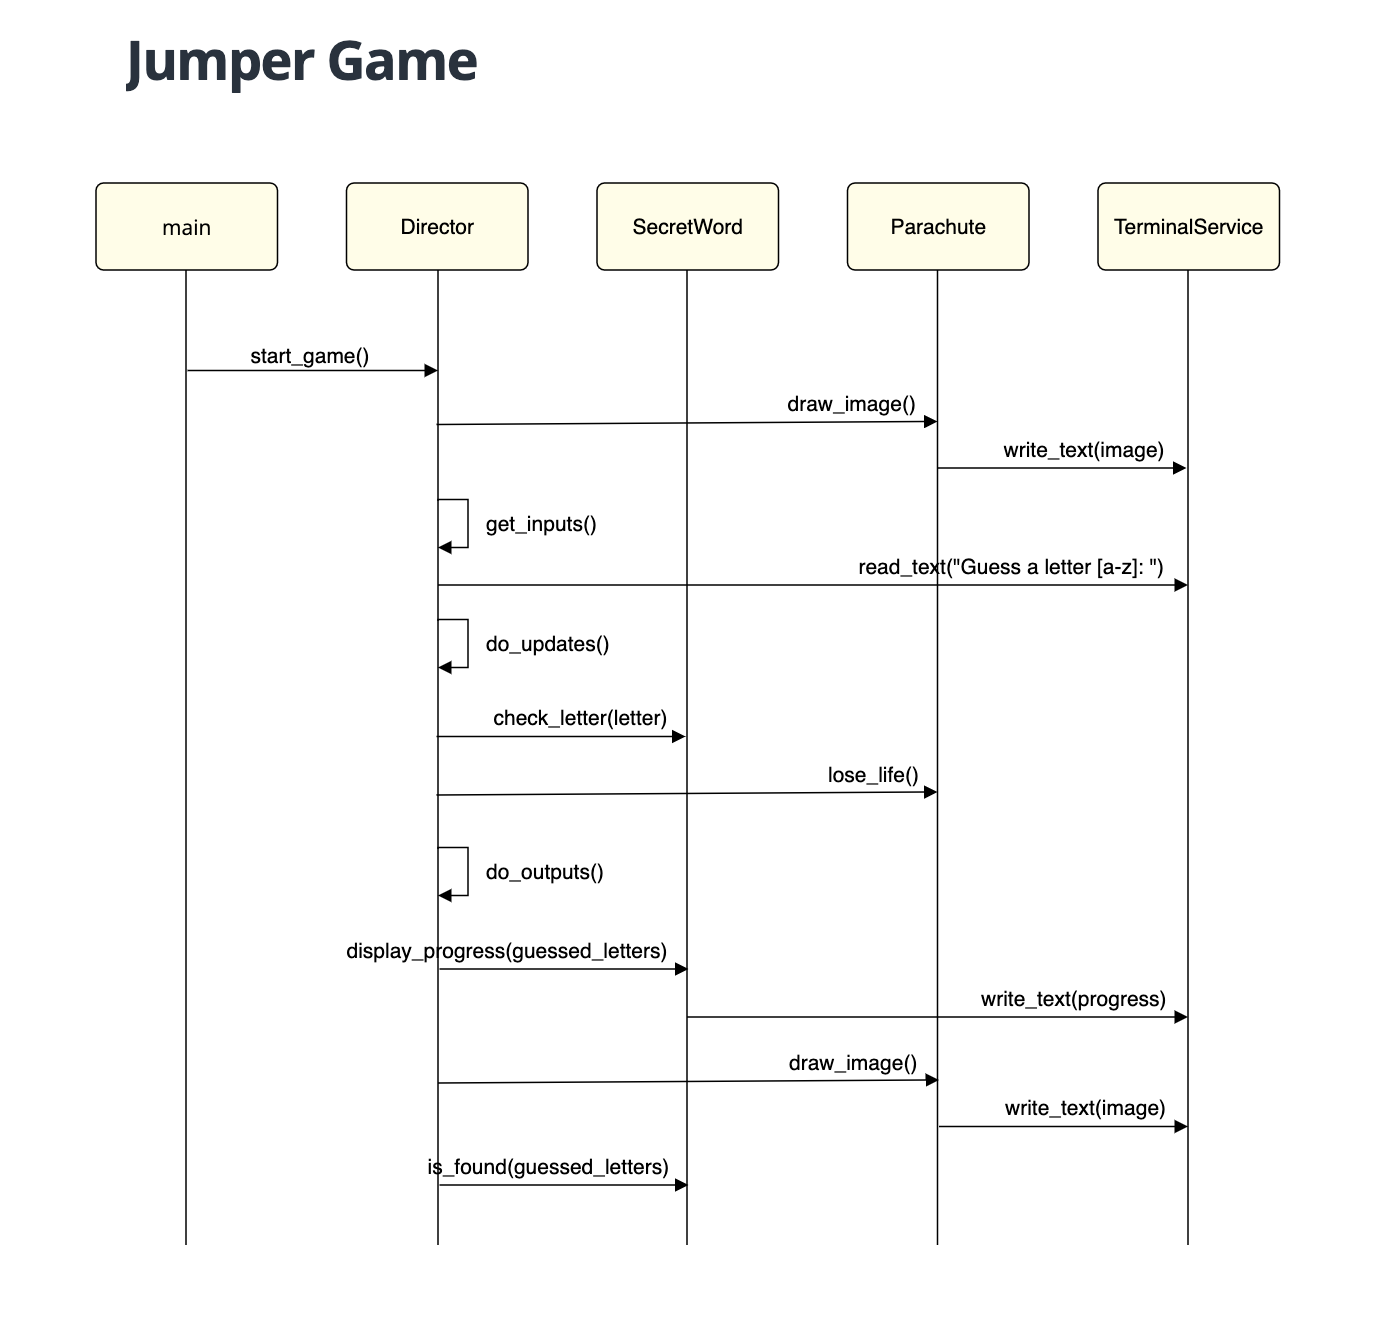 Jumper Game
main
Director
SecretWord
Parachute
TerminalService
start_game()
draw_image()
write_text(image)
get_inputs()
read_text("Guess a letter [a-z]: ")
do_updates()
check_letter(letter)
lose_life()
do_outputs()
display_progress(guessed_letters)
write_text(progress)
draw_image()
write_text(image)
is_found(guessed_letters)